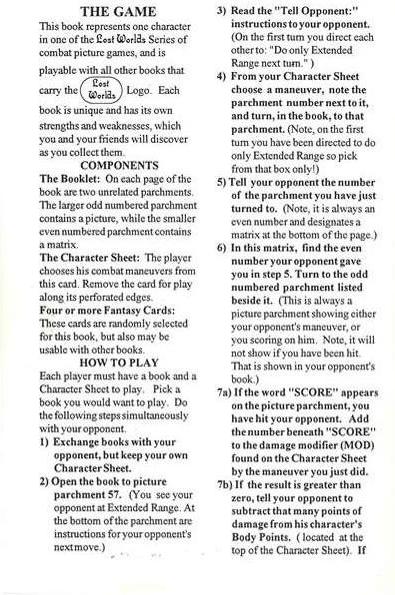 THE GAME
This book represents one character
in one of the Lost Worlds Series of
combat picture games, and is
playable with all other books that
carry the Lost Worlds Logo. Each
book is unique and has its own
strengths and weaknesses, which
you and your friends will discover
as you collect them.
COMPONENTS
The Booklet: On each page of the
book are two unrelated parchments.
The larger odd numbered parchment
contains a picture, while the smaller
even numbered parchment contains
a matrix.
The Character Sheet: The player
chooses his combat maneuvers from
this card. Remove the card for play
along its perforated edges.
Four or more Fantasy Cards:
These cards are randomly selected
for this book, but also may be
usable with other books.
HOW TO PLAY
Each player must have a book and a
Character Sheet to play. Pick a
book you would want to play. Do
the following steps simultaneously
with your opponent.
1) Exchange books with your
opponent, but keep your own
Character Sheet.
2) Open the book to picture
parchment 57. (You see your
opponent at Extended Range. At
the bottom of the parchment are
instructions for your opponent's
next move.)
3) Read the "Tell Opponent:"
instructions to your opponent.
(On the first turn you direct each
other to: "Do only Extended
Range next turn." )
4) From your Character Sheet
choose a maneuver, note the
parchment number next to it,
and turn, in the book, to that
parchment. (Note, on the first
turn you have been directed to do
only Extended Range so pick
from that box only!)
5) Tell your opponent the number
of the parchment you have just
turned to. (Note, it is always an
even number and designates a
matrix at the bottom of the page.)
6) In this matrix, find the even
number your opponent gave
you in step 5. Turn to the odd
numbered parchment listed
beside it. (This is always a
picture parchment showing either
your opponent's maneuver, or
you scoring on him. Note, it will
not show if you have been hit.
That is shown in your opponent's
book.)
7a) If the word "SCORE" appears
on the picture parchment, you
have hit your opponent. Add
the number beneath "SCORE"
to the damage modifier (MOD)
found on the Character Sheet
by the maneuver you just did.
7b) If the result is greater than
zero, tell your opponent to
subtract that many points of
damage from his character's
Body Points. ( located at the
top of the Character Sheet). If